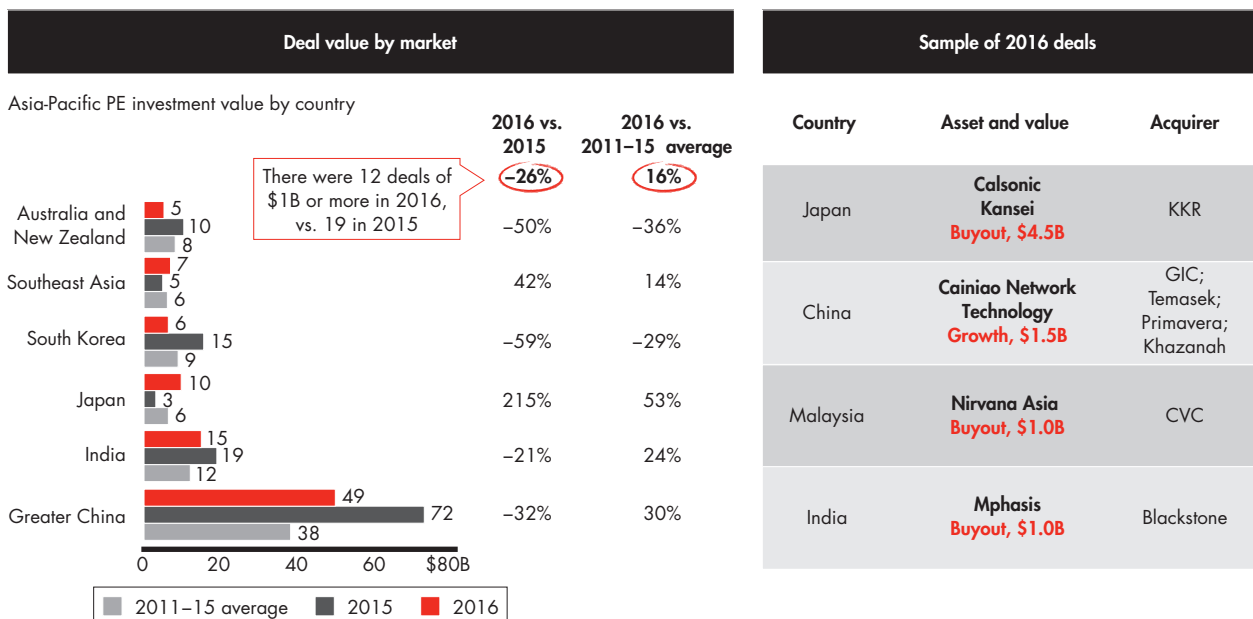 Deal value by market
Asia-Pacific PE investment value by country
2016 vs.
2015
2016 vs.
2011–15 average
There were 12 deals of
$1B or more in 2016,
vs. 19 in 2015
–26%
16%
Australia and
New Zealand
5
10
8
–50%
–36%
Southeast Asia
7
5
6
42%
14%
South Korea
6
15
9
–59%
–29%
Japan
10
3
6
215%
53%
India
15
19
12
–21%
24%
Greater China
49
72
38
–32%
30%
0 20 40 60 $80B
2011–15 average 2015 2016
Sample of 2016 deals
Country Asset and value Acquirer
Japan
Calsonic
Kansei
Buyout, $4.5B
KKR
China
Cainiao Network
Technology
Growth, $1.5B
GIC;
Temasek;
Primavera;
Khazanah
Malaysia
Nirvana Asia
Buyout, $1.0B
CVC
India
Mphasis
Buyout, $1.0B
Blackstone